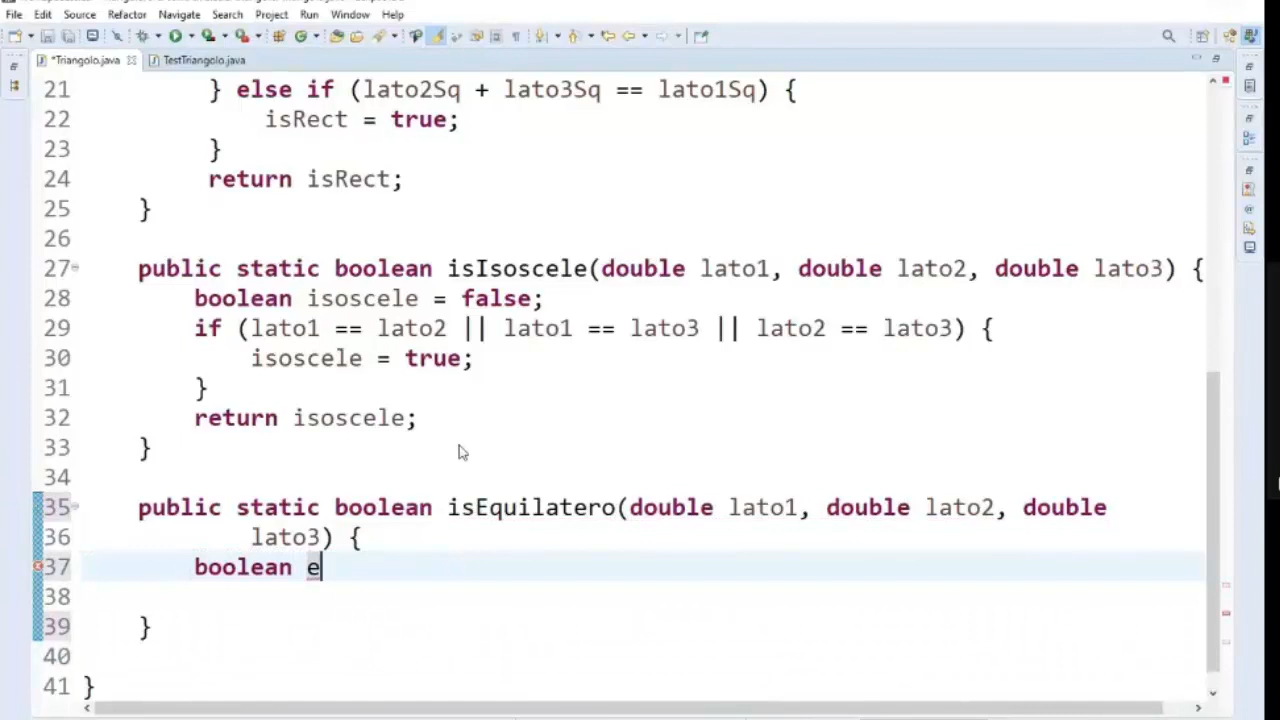 File Edit Source Refactor Navigate Search Project Run Window Help
*Triangolo.java TestTriangolo.java
21 } else if (lato2Sq + lato3Sq == lato1Sq) {
22 isRect = true;
23 }
24 return isRect;
25 }
26
27 public static boolean isIsoscele(double lato1, double lato2, double lato3) {
28 boolean isoscele = false;
29 if (lato1 == lato2 || lato1 == lato3 || lato2 == lato3) {
30 isoscele = true;
31 }
32 return isoscele;
33 }
34
35 public static boolean isEquilatero(double lato1, double lato2, double
36 lato3) {
37 boolean e
38
39 }
40
41 }